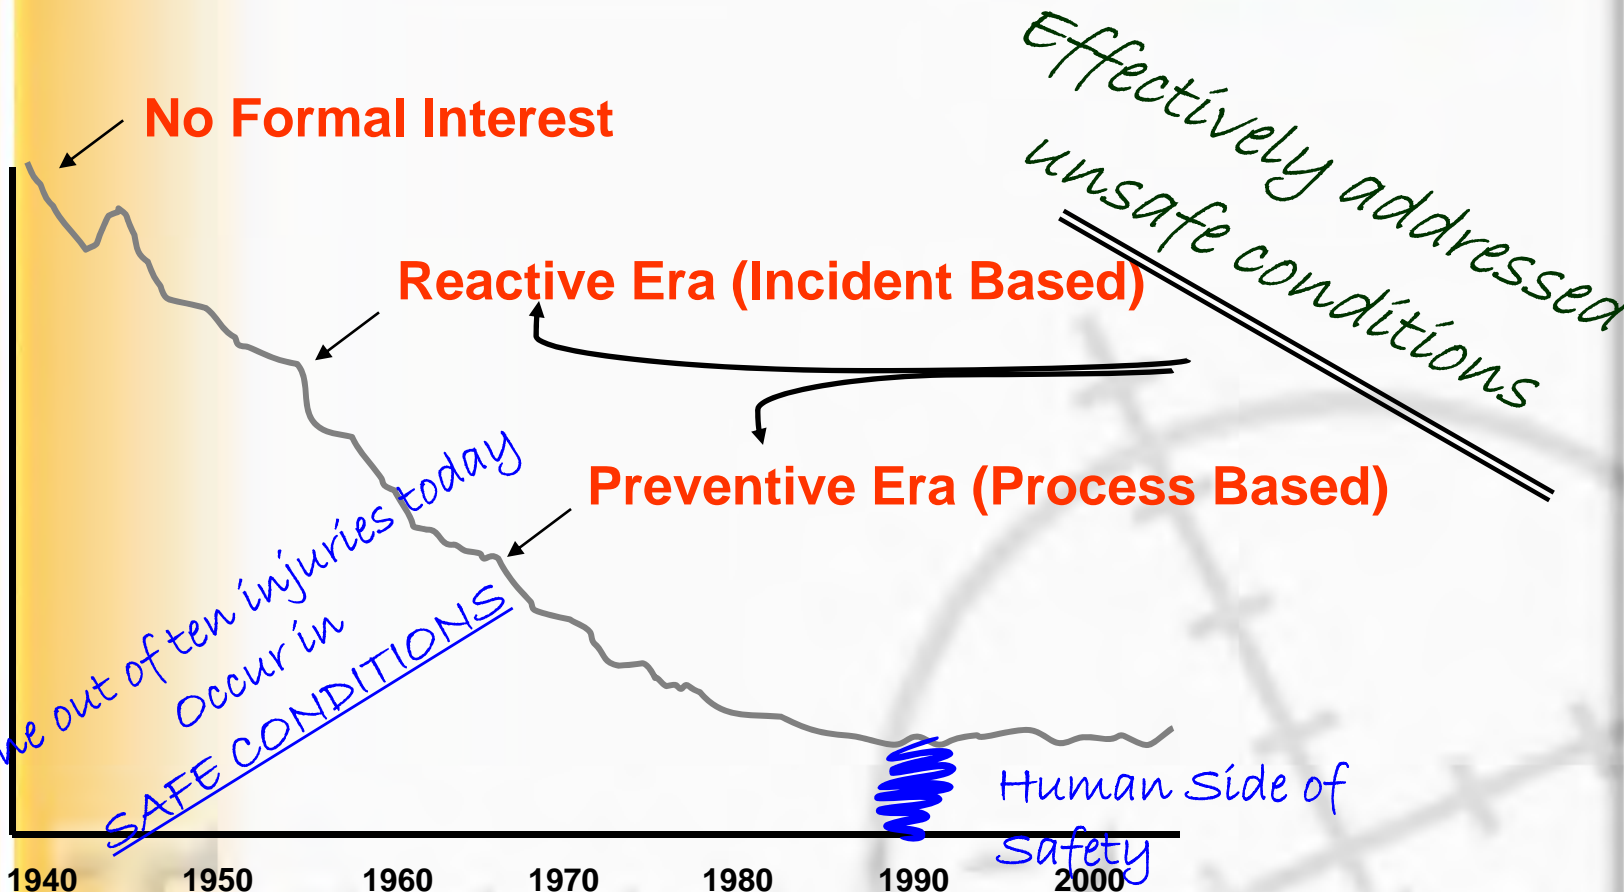 No Formal Interest
Effectively addressed
unsafe conditions
Reactive Era (Incident Based)
Preventive Era (Process Based)
out of ten injuries today
Occur in
SAFE CONDITIONS
Human Side of
Safety
1940 1950 1960 1970 1980 1990 2000